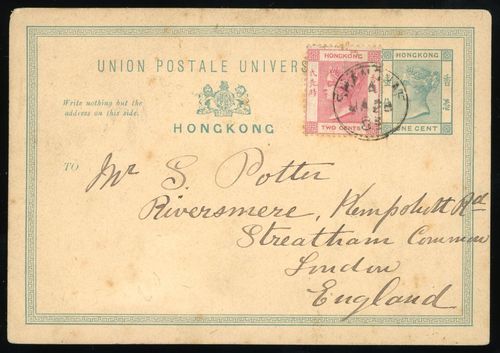 UNION POSTALE UNIVERS
HONGKONG
TWO CENTS
HONGKONG
ONE CENT
A
Write nothing but the
address on this side.
HONGKONG
TO
Mr S. Potter
Riversmere, Kempshott Rd
Streatham Common
London
England